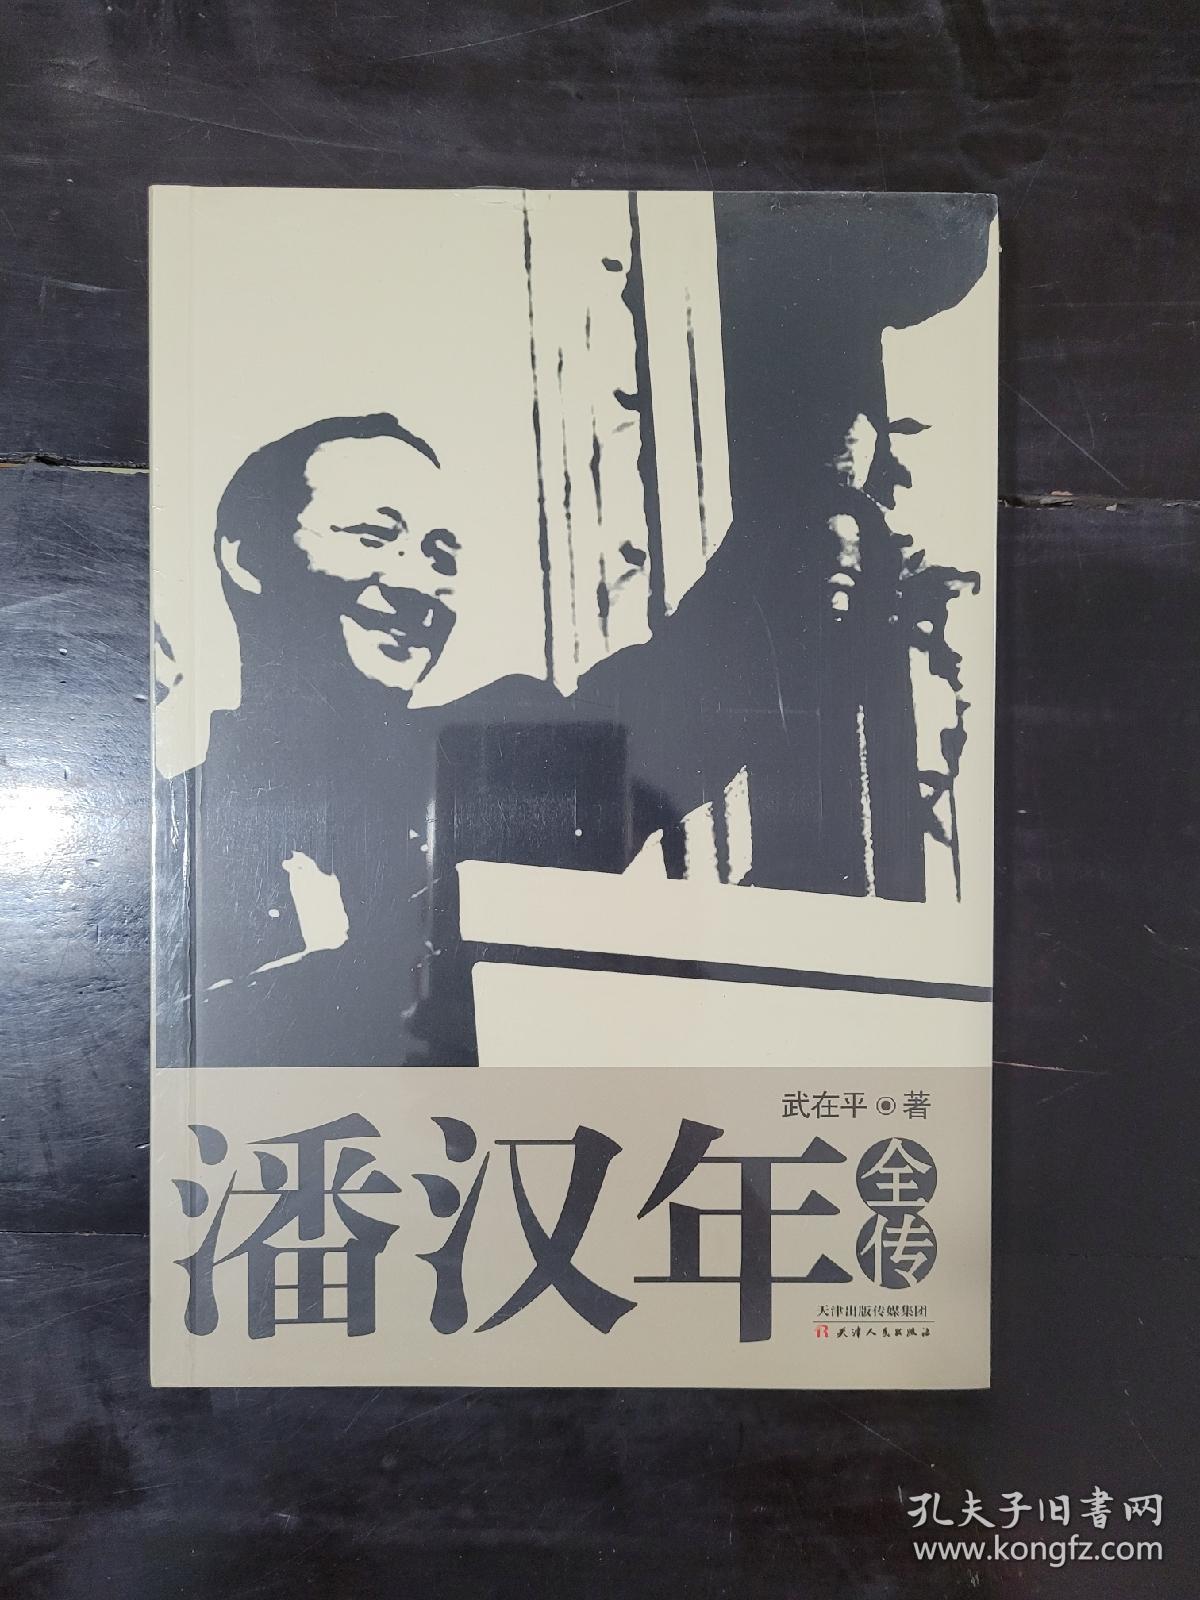 武在平◎著
潘汉年全传
天津出版传媒集团
天津人民出版社
孔夫子旧书网
www.kongfz.com